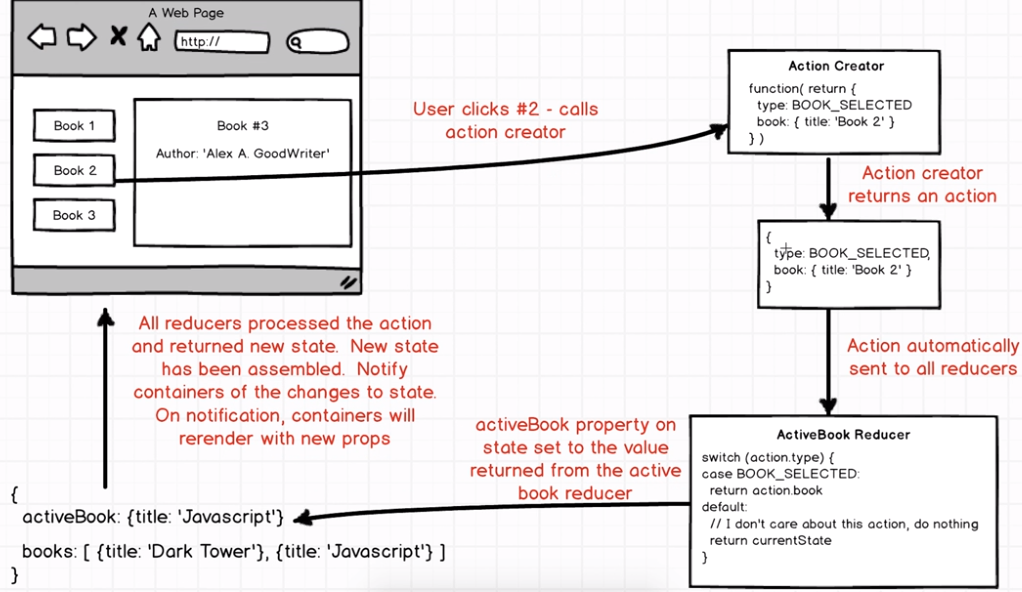 A Web Page
http://
Book 1
Book 2
Book 3
Book #3
Author: 'Alex A. GoodWriter'
User clicks #2 - calls
action creator
Action Creator
function( return {
type: BOOK_SELECTED
book: { title: 'Book 2' }
} )
Action creator
returns an action
{
type: BOOK_SELECTED,
book: { title: 'Book 2' }
}
Action automatically
sent to all reducers
ActiveBook Reducer
switch (action.type) {
case BOOK_SELECTED:
return action.book
default:
// I don't care about this action, do nothing
return currentState
}
activeBook property on
state set to the value
returned from the active
book reducer
{
activeBook: {title: 'Javascript'}
books: [ {title: 'Dark Tower'}, {title: 'Javascript'} ]
}
All reducers processed the action
and returned new state. New state
has been assembled. Notify
containers of the changes to state.
On notification, containers will
rerender with new props